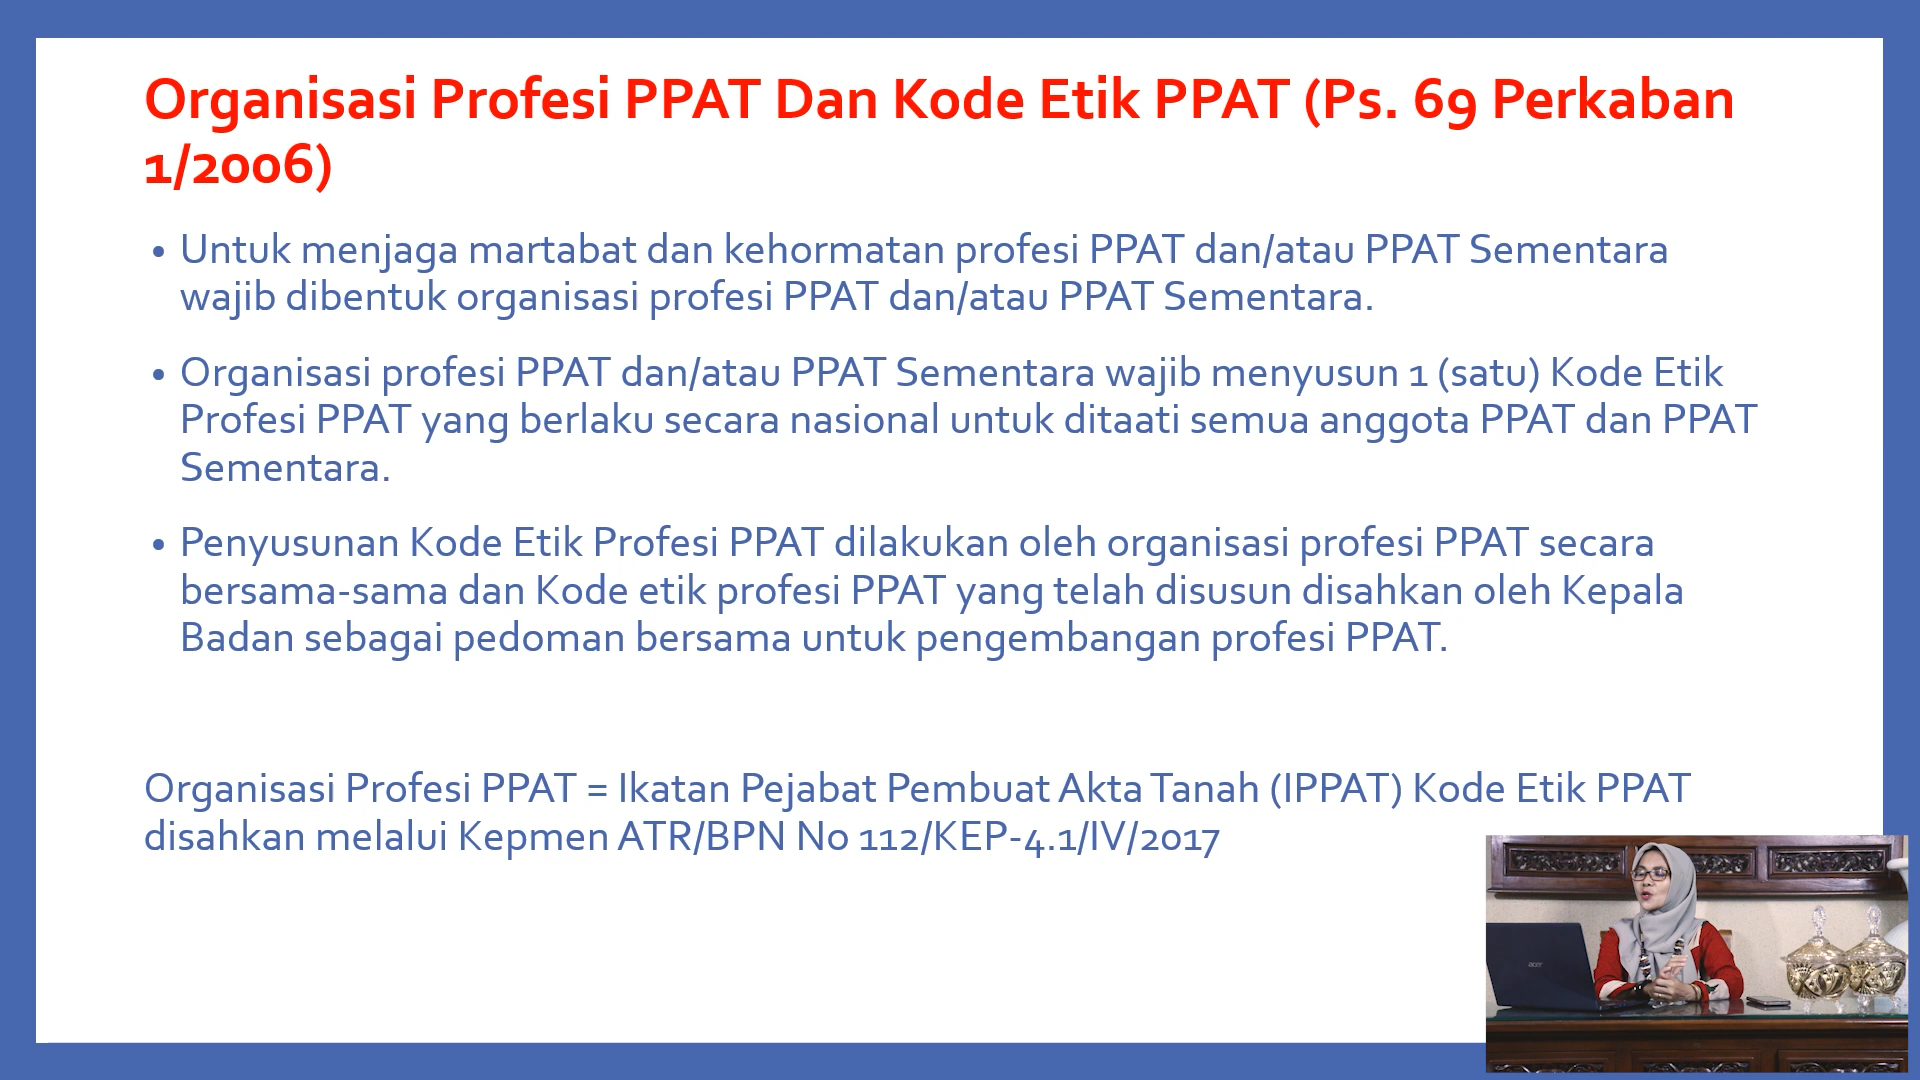 Organisasi Profesi PPAT Dan Kode Etik PPAT (Ps. 69 Perkaban
1/2006)
• Untuk menjaga martabat dan kehormatan profesi PPAT dan/atau PPAT Sementara
wajib dibentuk organisasi profesi PPAT dan/atau PPAT Sementara.
• Organisasi profesi PPAT dan/atau PPAT Sementara wajib menyusun 1 (satu) Kode Etik
Profesi PPAT yang berlaku secara nasional untuk ditaati semua anggota PPAT dan PPAT
Sementara.
• Penyusunan Kode Etik Profesi PPAT dilakukan oleh organisasi profesi PPAT secara
bersama-sama dan Kode etik profesi PPAT yang telah disusun disahkan oleh Kepala
Badan sebagai pedoman bersama untuk pengembangan profesi PPAT.
Organisasi Profesi PPAT = Ikatan Pejabat Pembuat Akta Tanah (IPPAT) Kode Etik PPAT
disahkan melalui Kepmen ATR/BPN No 112/KEP-4.1/IV/2017
acer